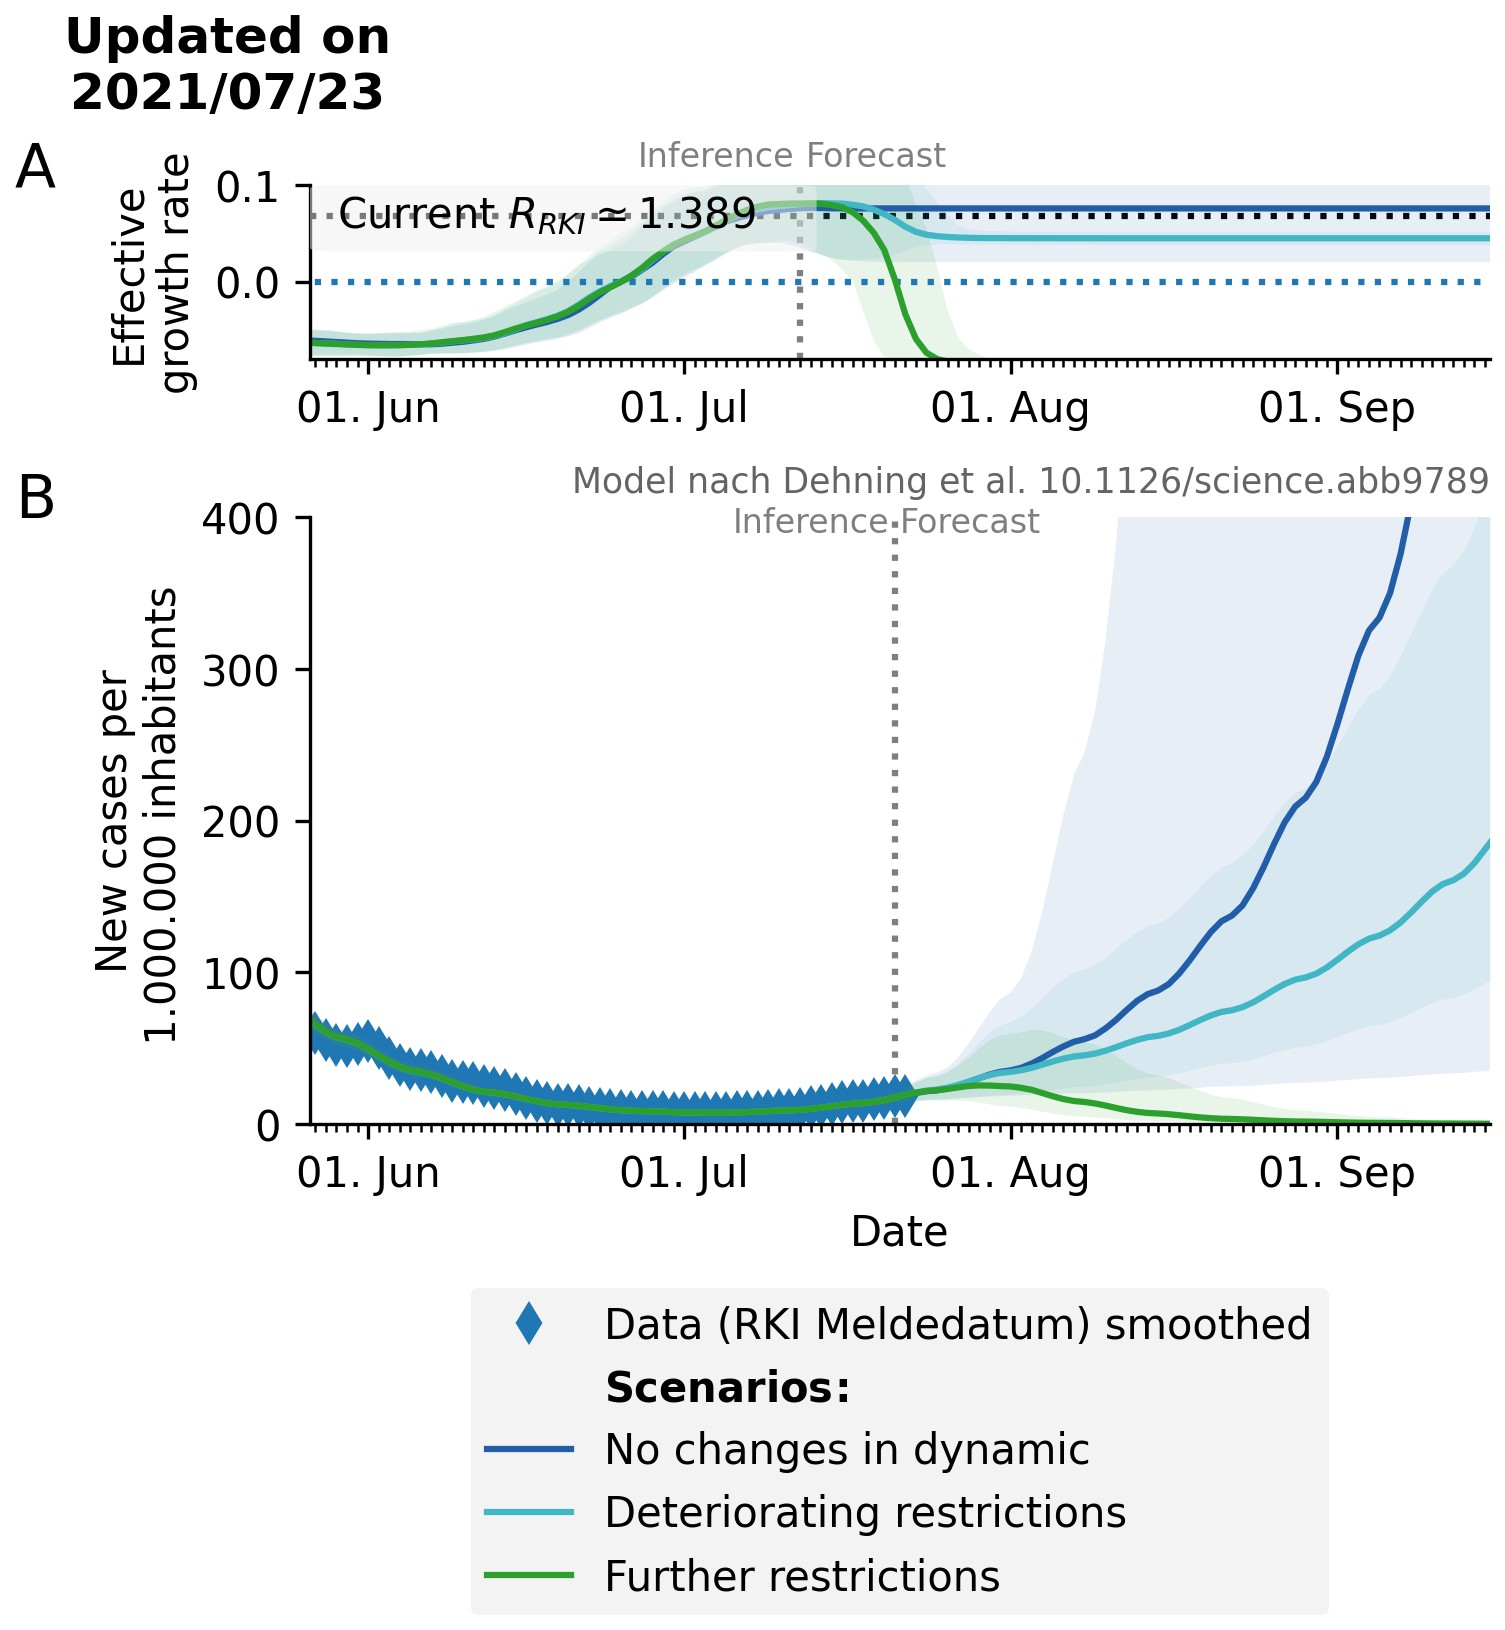 Updated on
2021/07/23
A
Inference Forecast
Effective
growth rate
0.1
0.0
Current R_RKI ≃ 1.389
01. Jun 01. Jul 01. Aug 01. Sep
B
Model nach Dehning et al. 10.1126/science.abb9789
Inference Forecast
New cases per
1.000.000 inhabitants
400
300
200
100
0
01. Jun 01. Jul 01. Aug 01. Sep
Date
Data (RKI Meldedatum) smoothed
Scenarios:
No changes in dynamic
Deteriorating restrictions
Further restrictions